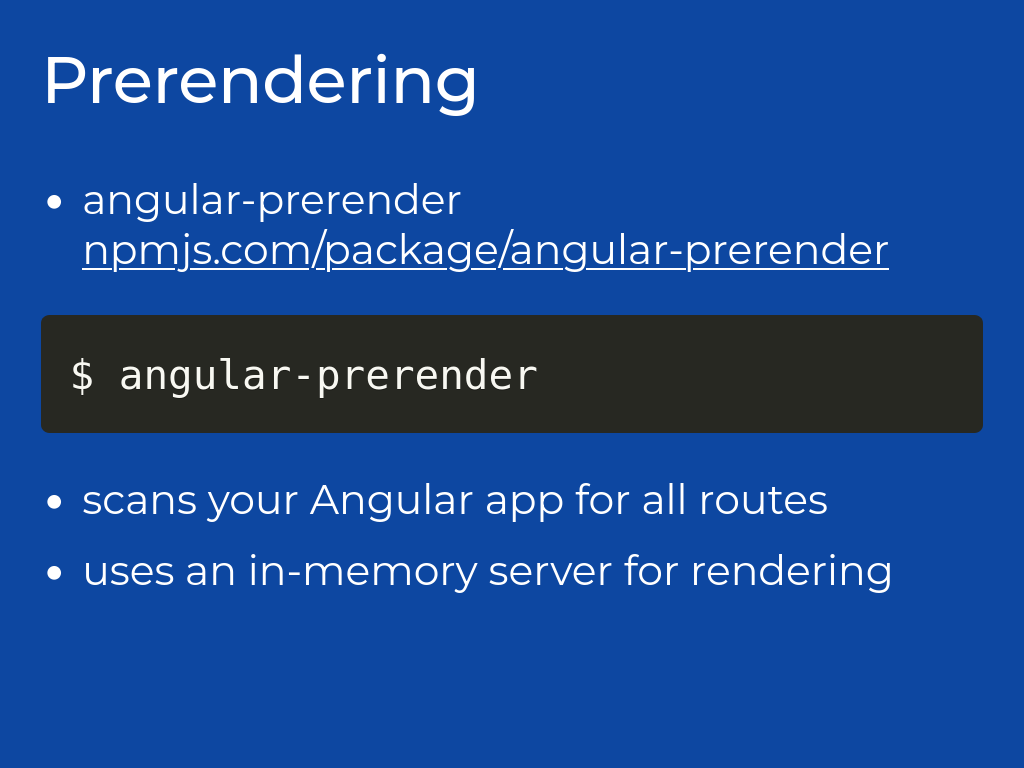 Prerendering
angular-prerender
npmjs.com/package/angular-prerender
$ angular-prerender
scans your Angular app for all routes
uses an in-memory server for rendering